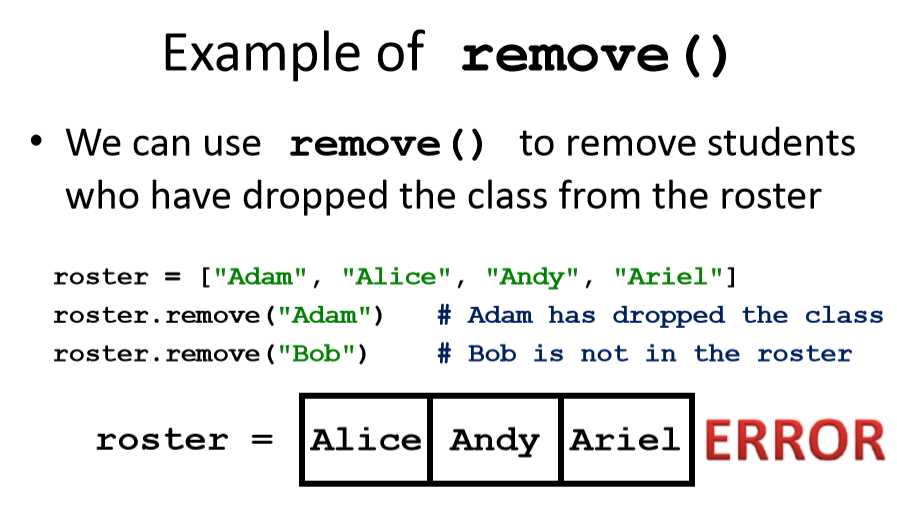 Example of remove()
• We can use remove() to remove students
who have dropped the class from the roster
roster = ["Adam", "Alice", "Andy", "Ariel"]
roster.remove("Adam") # Adam has dropped the class
roster.remove("Bob") # Bob is not in the roster
roster = Alice Andy Ariel ERROR